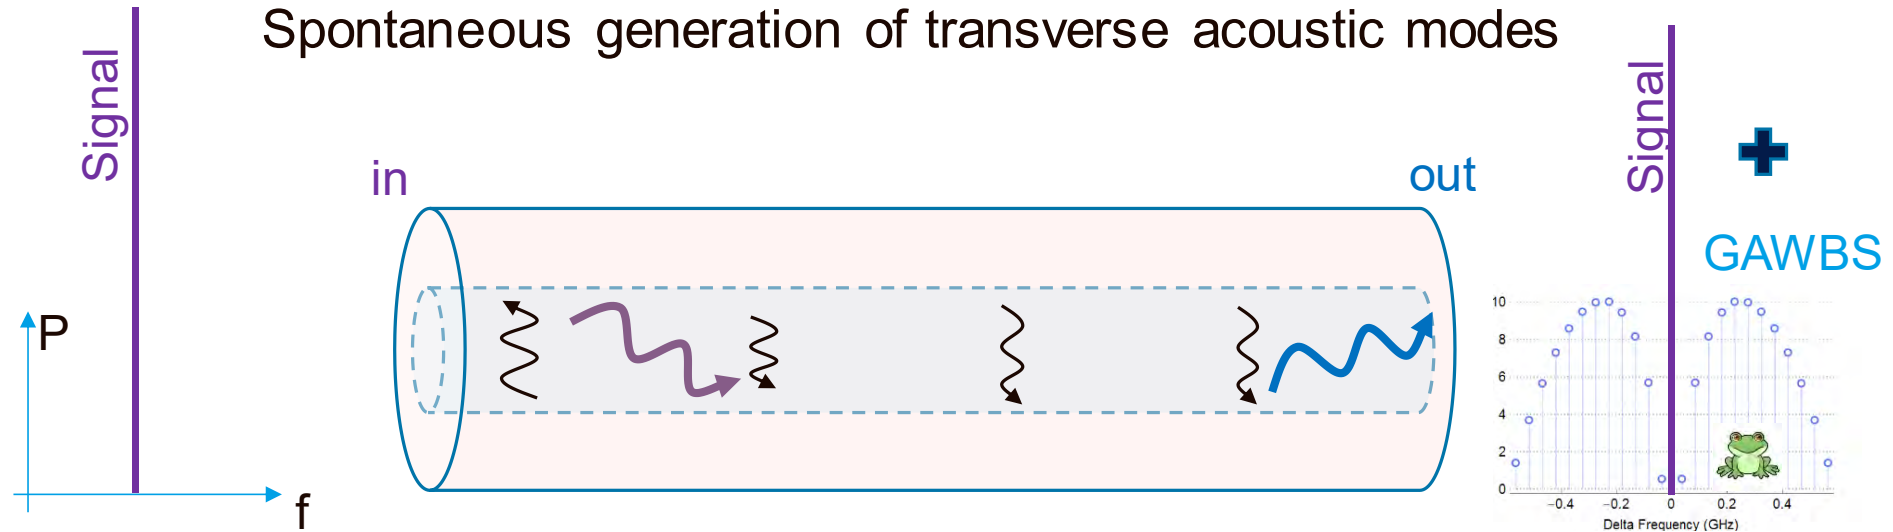 Spontaneous generation of transverse acoustic modes
Signal
in
out
Signal
GAWBS
P
f
10
8
6
4
2
0
−0.4
−0.2
0
0.2
0.4
Delta Frequency (GHz)